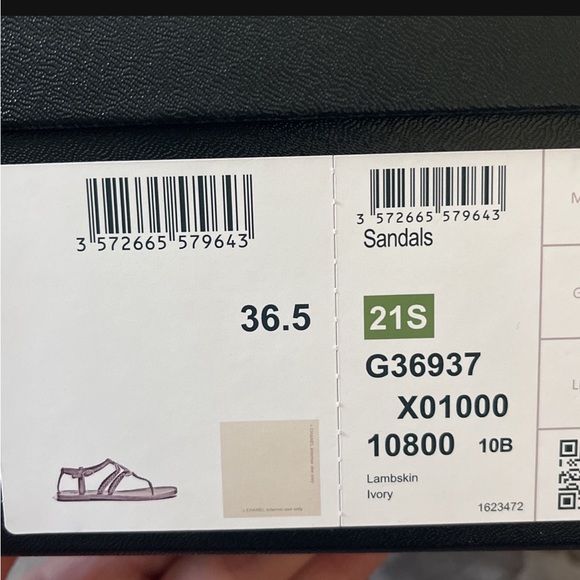 3 572665 579643
36.5
3 572665 579643
Sandals
21S
G36937
X01000
10800 10B
Lambskin
Ivory
1623472
M
G
L